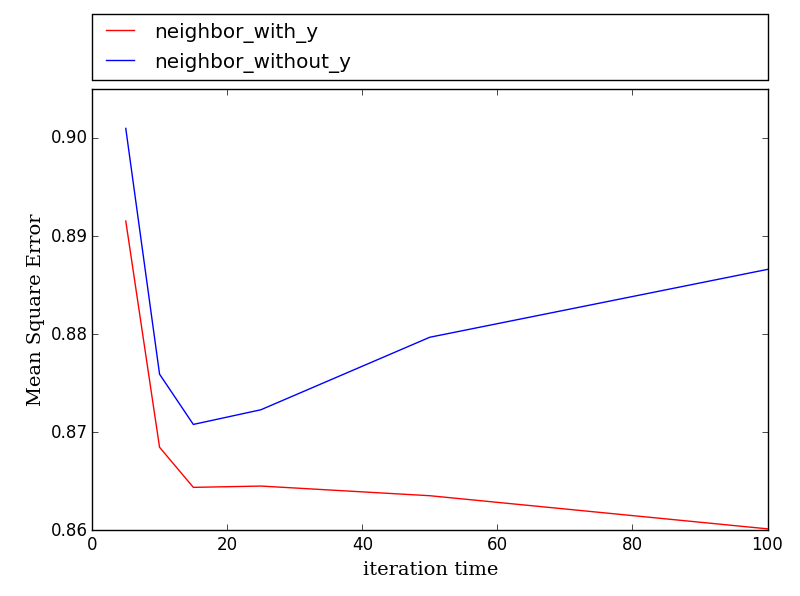 neighbor_with_y
neighbor_without_y
0.90
0.89
0.88
0.87
0.86
Mean Square Error
0 20 40 60 80 100
iteration time